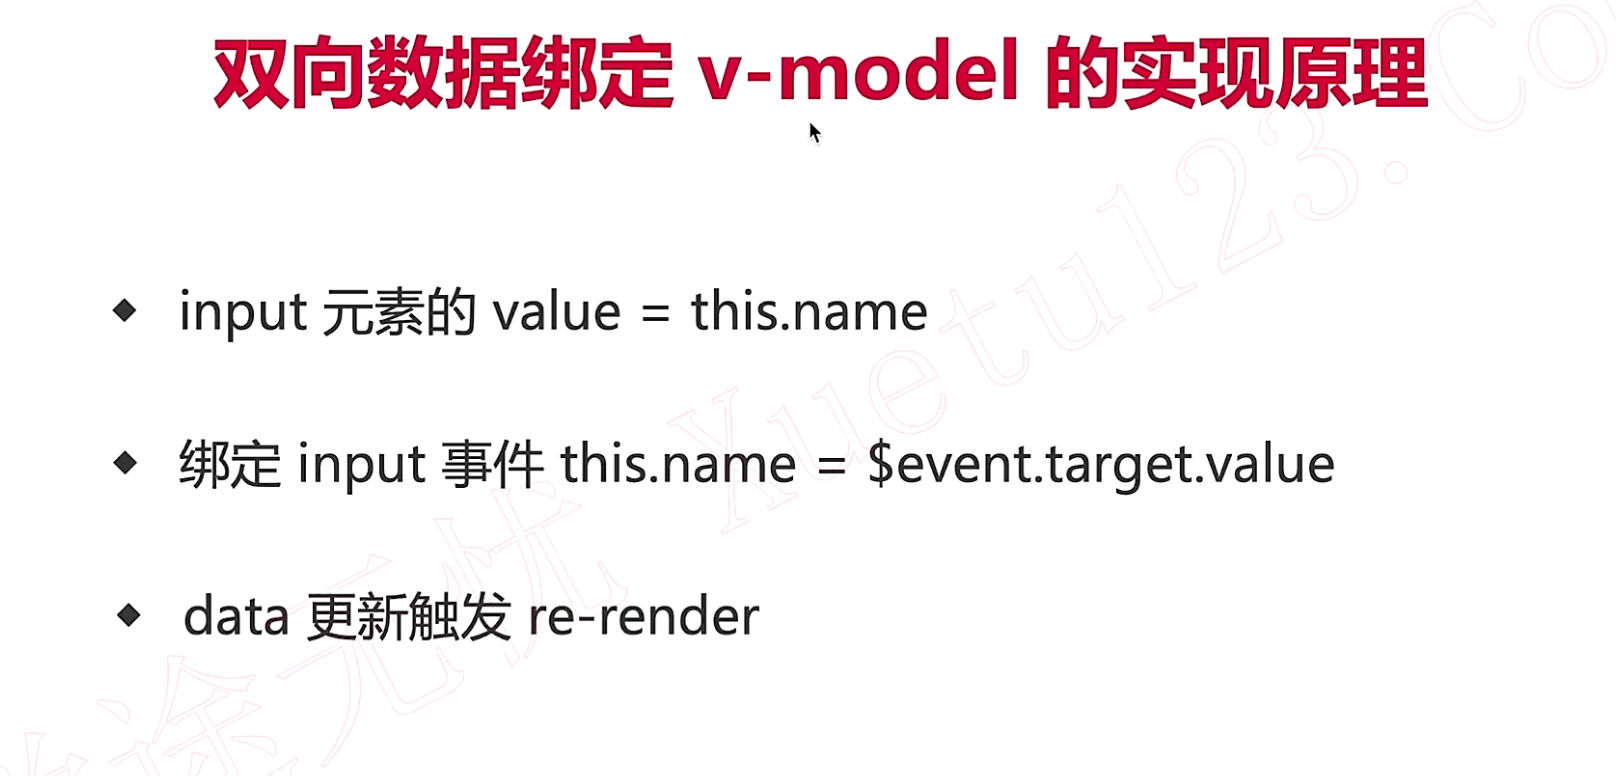 双向数据绑定 v-model 的实现原理
input 元素的 value = this.name
绑定 input 事件 this.name = $event.target.value
data 更新触发 re-render
途无忧 Xuetu123.Co